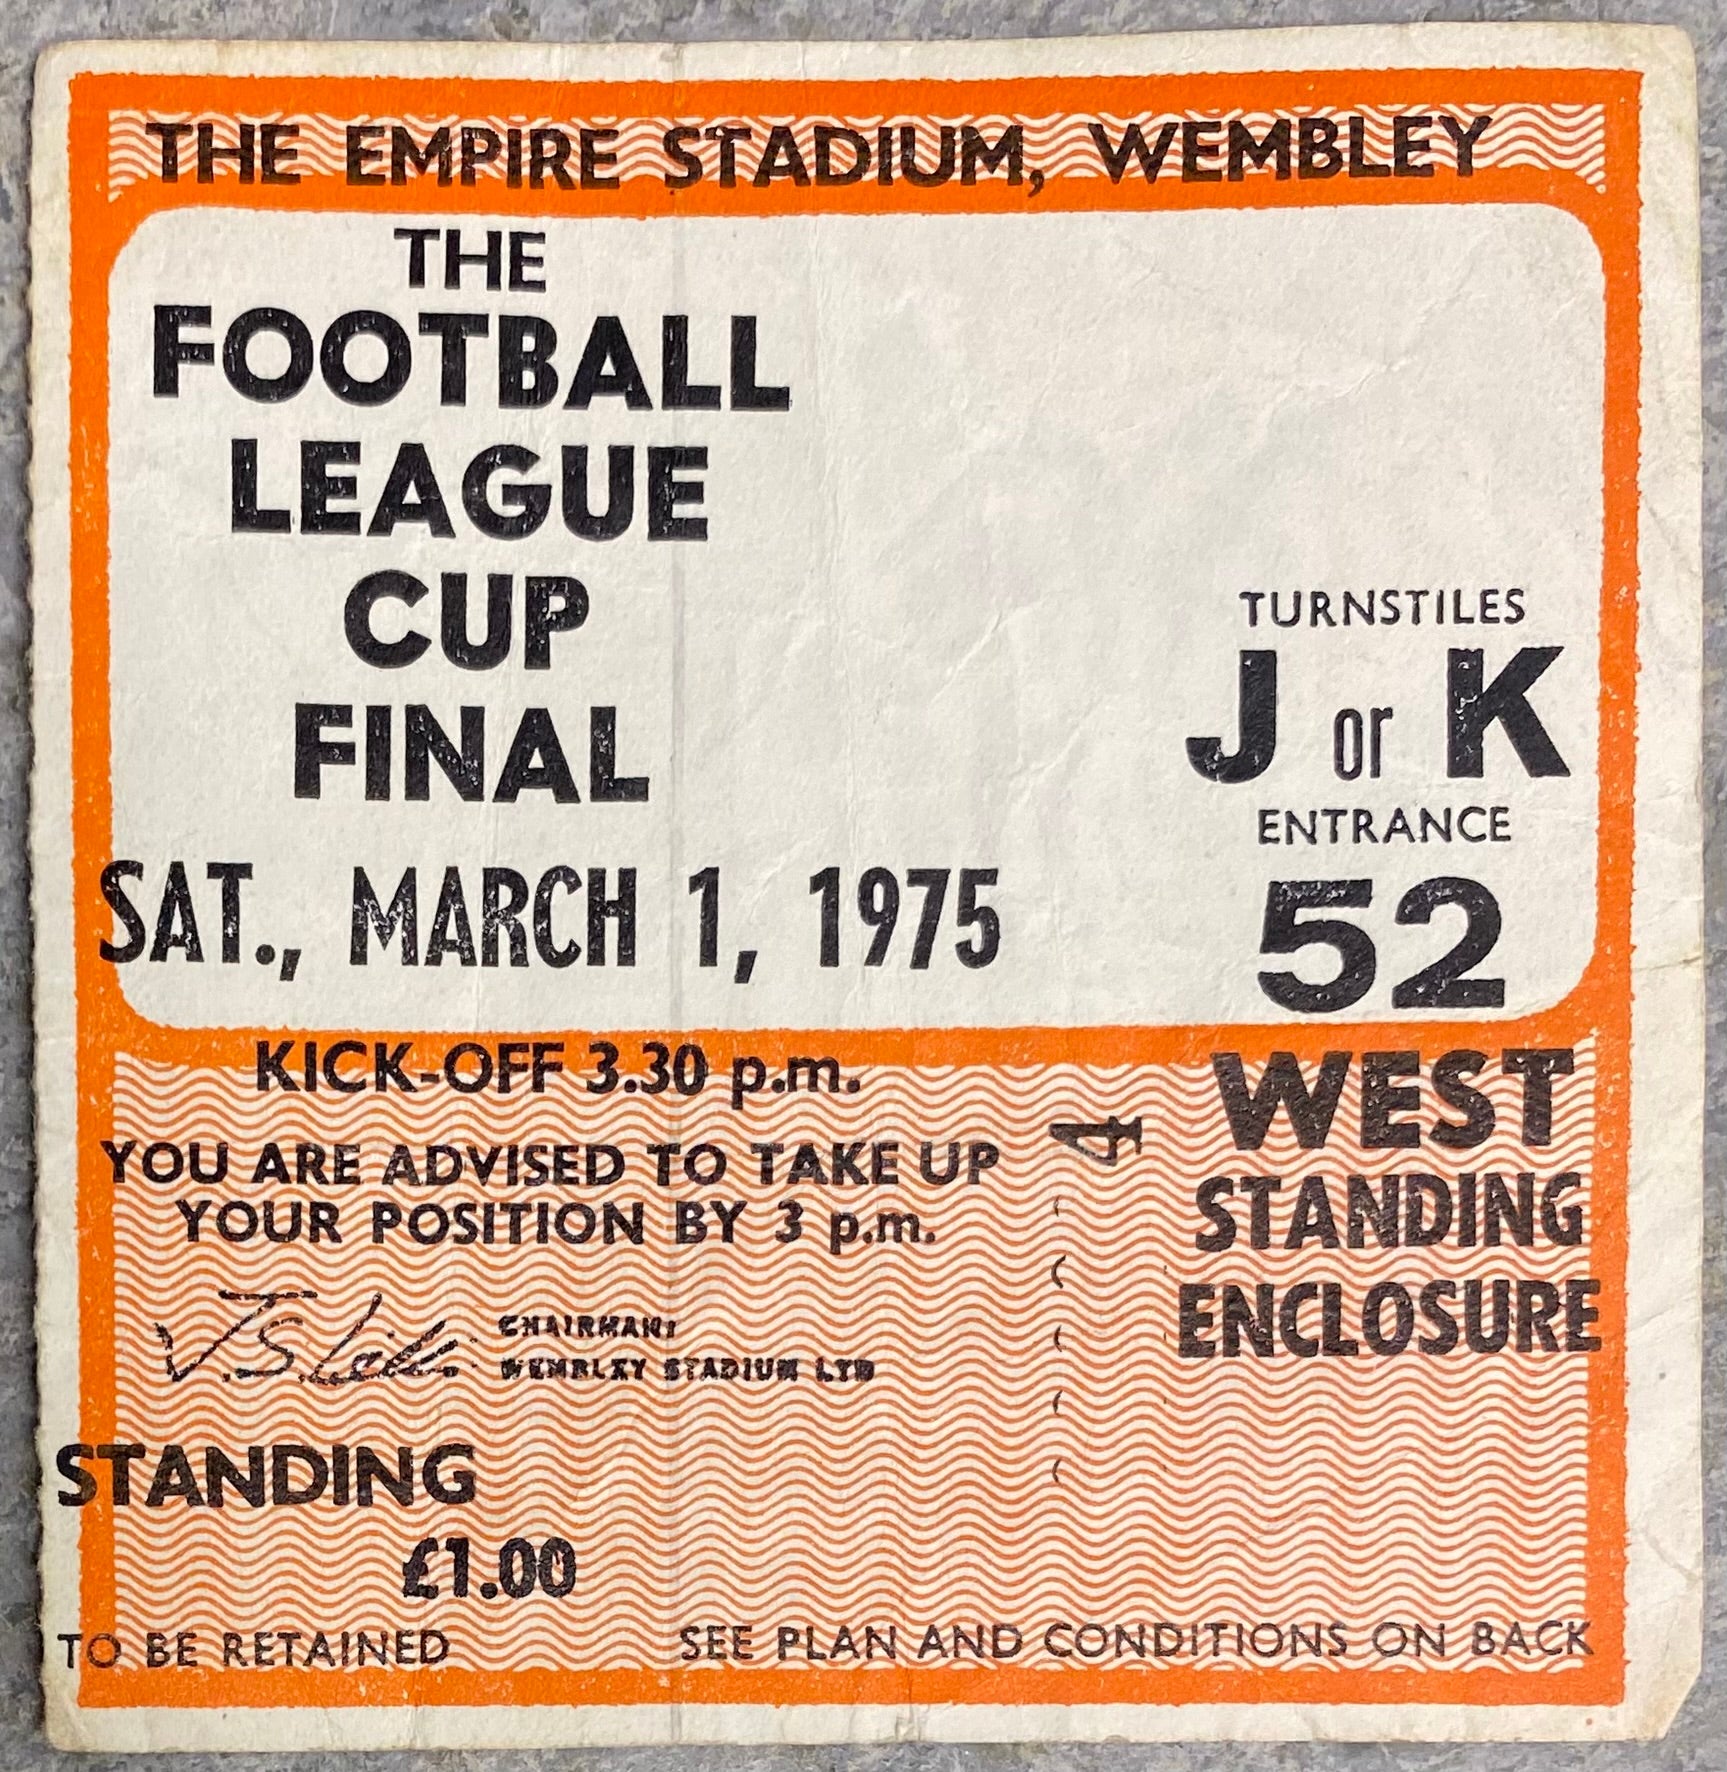 THE EMPIRE STADIUM, WEMBLEY
THE
FOOTBALL
LEAGUE
CUP
FINAL
SAT., MARCH 1, 1975
TURNSTILES
J or K
ENTRANCE
52
KICK-OFF 3.30 p.m.
YOU ARE ADVISED TO TAKE UP
YOUR POSITION BY 3 p.m.
CHAIRMAN:
WEMBLEY STADIUM LTD
STANDING
£1.00
TO BE RETAINED
4
WEST
STANDING
ENCLOSURE
SEE PLAN AND CONDITIONS ON BACK